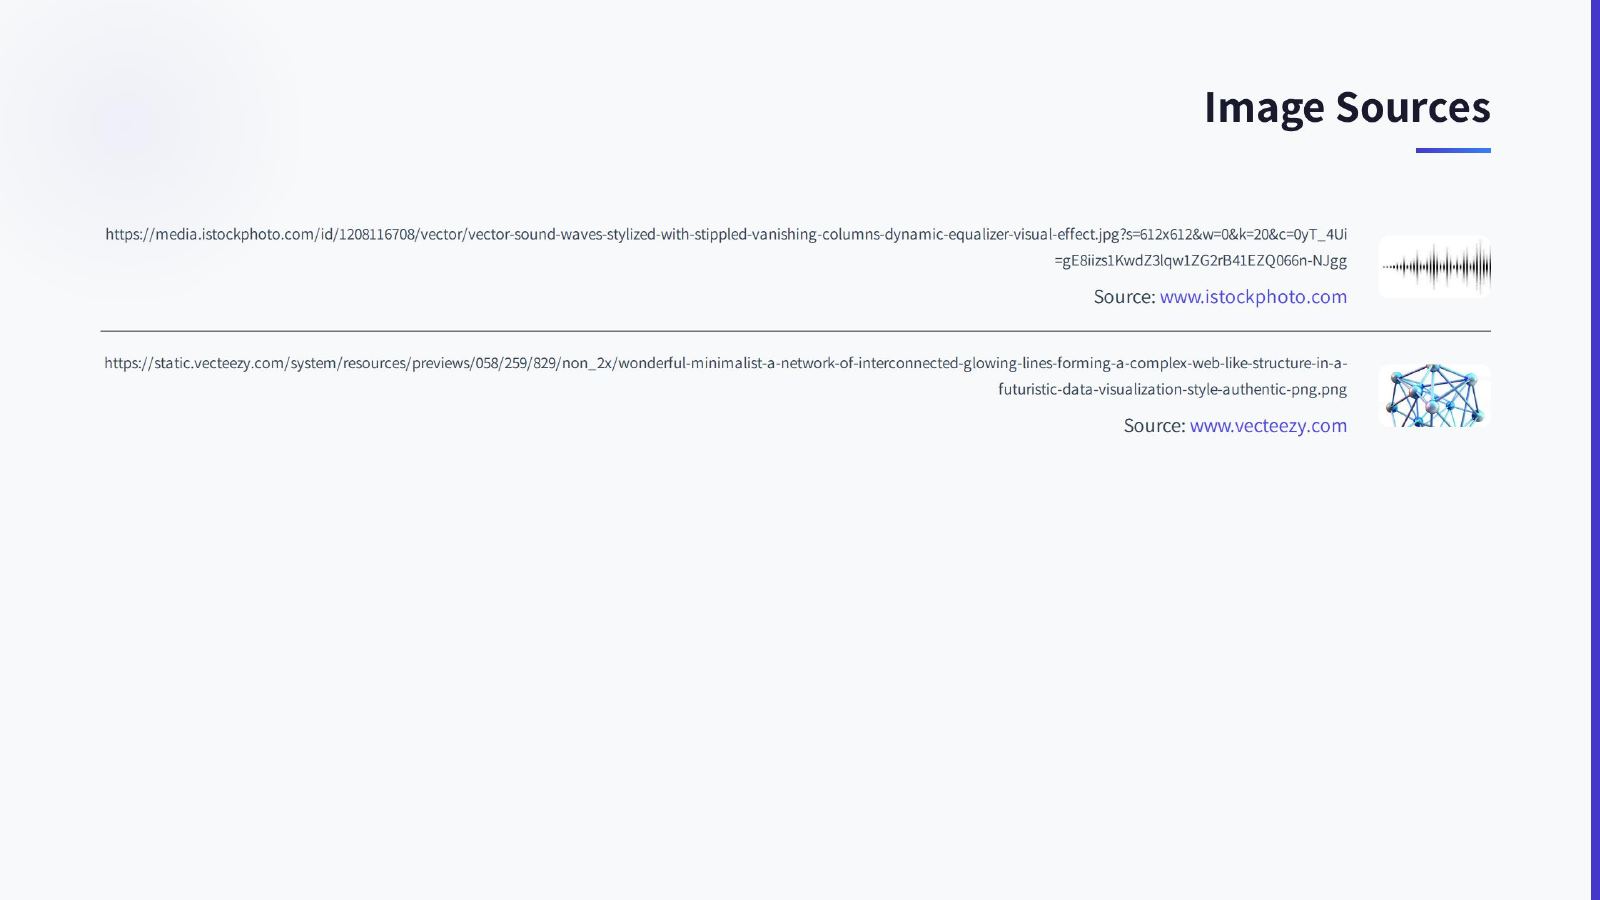 Image Sources
https://media.istockphoto.com/id/1208116708/vector/vector-sound-waves-stylized-with-stippled-vanishing-columns-dynamic-equalizer-visual-effect.jpg?s=612x612&w=0&k=20&c=0yT_4Ui
=gE8iizs1KwdZ3lqw1ZG2rB41EZQ066n-NJgg
Source: www.istockphoto.com
https://static.vecteezy.com/system/resources/previews/058/259/829/non_2x/wonderful-minimalist-a-network-of-interconnected-glowing-lines-forming-a-complex-web-like-structure-in-a-
futuristic-data-visualization-style-authentic-png.png
Source: www.vecteezy.com